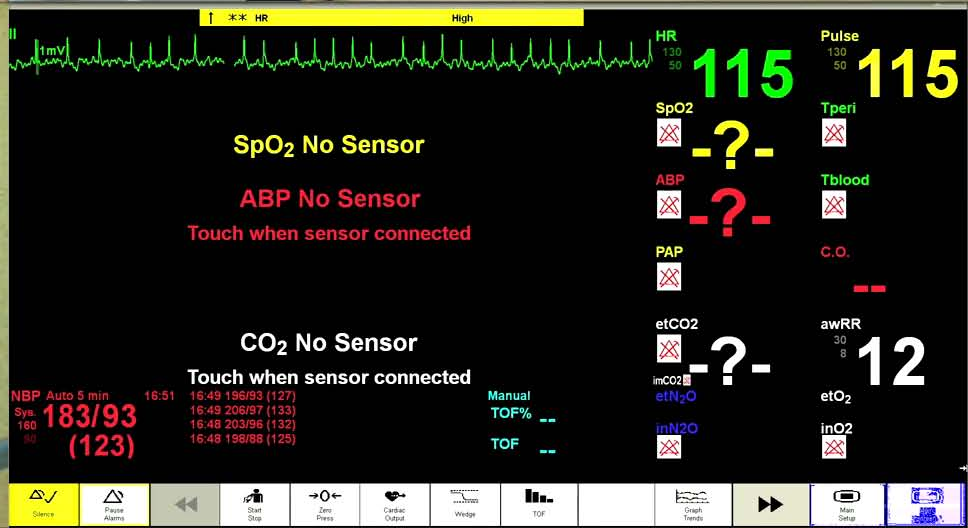 ↑ ** HR High
II
1mV
HR
130
50
115
Pulse
130
50
115
SpO2
-?-
Tperi
SpO₂ No Sensor
ABP No Sensor
Touch when sensor connected
ABP
-?-
Tblood
PAP
C.O.
--
CO₂ No Sensor
Touch when sensor connected
etCO2
-?-
imCO2
awRR
30
8
12
NBP Auto 5 min 16:51
Sys.
160
90
183/93
(123)
16:49 196/93 (127)
16:49 206/97 (133)
16:48 203/96 (132)
16:48 198/88 (125)
Manual
TOF% --
TOF --
etN₂O
inN2O
etO₂
inO2
Silence
Pause Alarms
Start Stop
→0← Zero Press
Cardiac Output
Wedge
TOF
Graph Trends
Main Setup